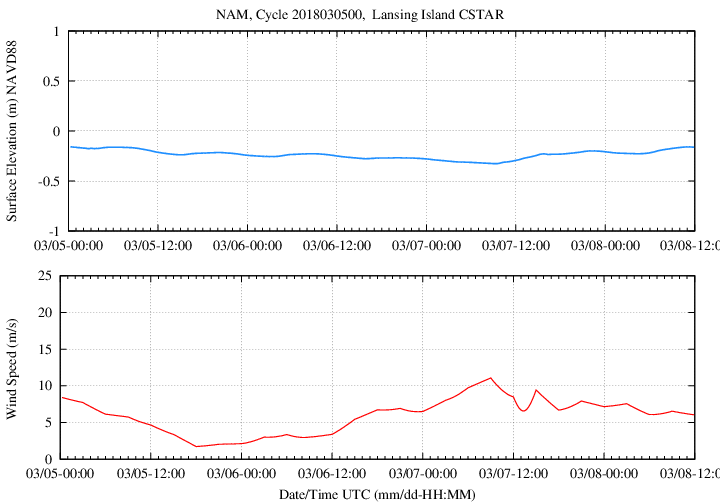 NAM, Cycle 2018030500,  Lansing Island CSTAR
Surface Elevation (m) NAVD88
1
0.5
0
-0.5
-1
03/05-00:00 03/05-12:00 03/06-00:00 03/06-12:00 03/07-00:00 03/07-12:00 03/08-00:00 03/08-12:0
Wind Speed (m/s)
25
20
15
10
5
0
03/05-00:00 03/05-12:00 03/06-00:00 03/06-12:00 03/07-00:00 03/07-12:00 03/08-00:00 03/08-12:0
Date/Time UTC (mm/dd-HH:MM)